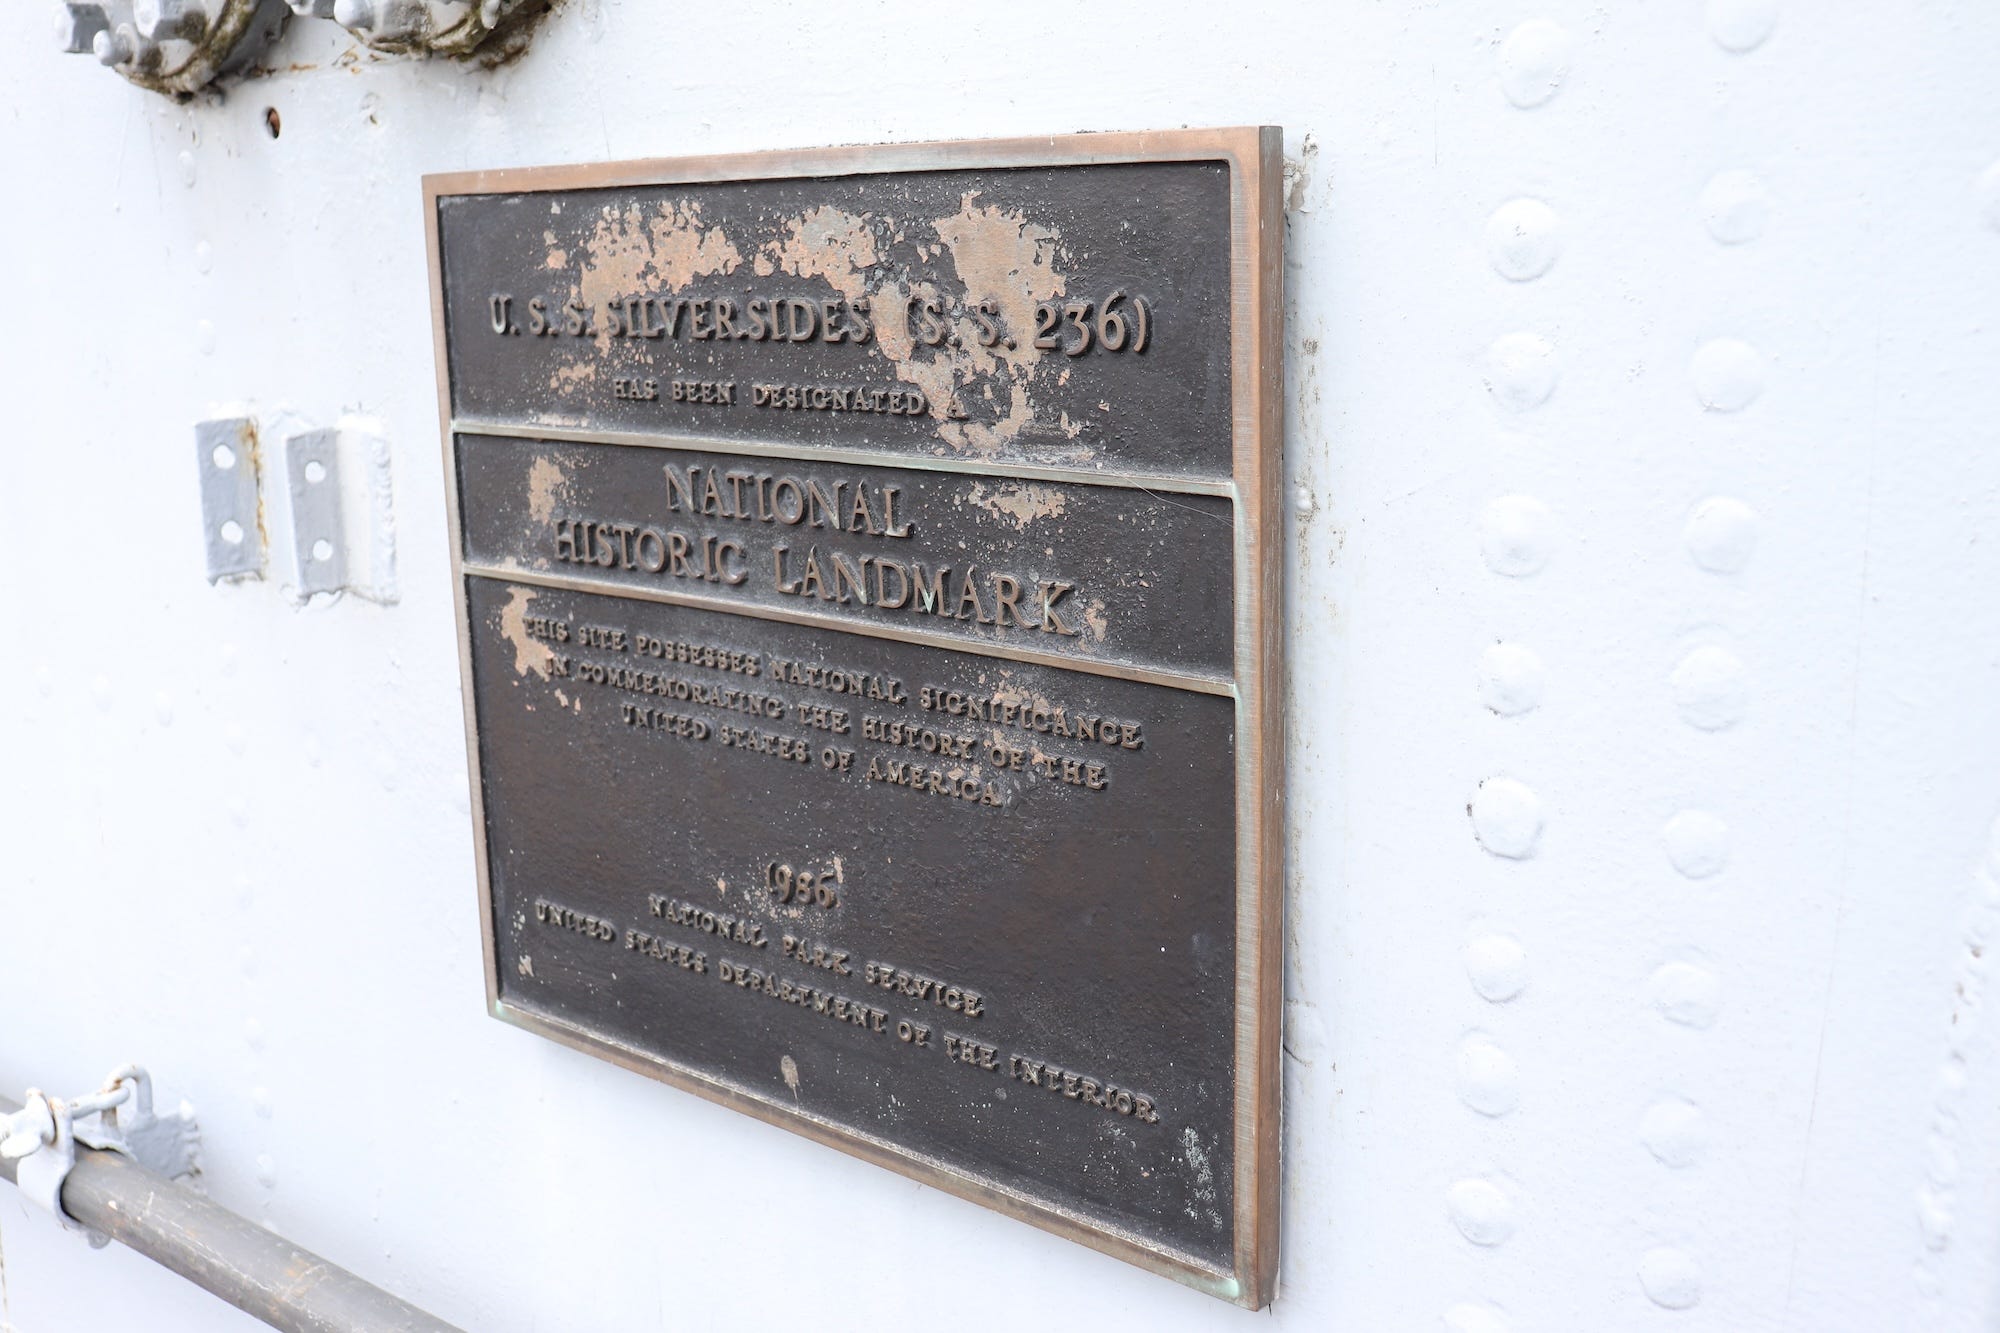 U. S. S. SILVERSIDES (S. S. 236)
HAS BEEN DESIGNATED A
NATIONAL
HISTORIC LANDMARK
THIS SITE POSSESSES NATIONAL SIGNIFICANCE
IN COMMEMORATING THE HISTORY OF THE
UNITED STATES OF AMERICA
1986
NATIONAL PARK SERVICE
UNITED STATES DEPARTMENT OF THE INTERIOR